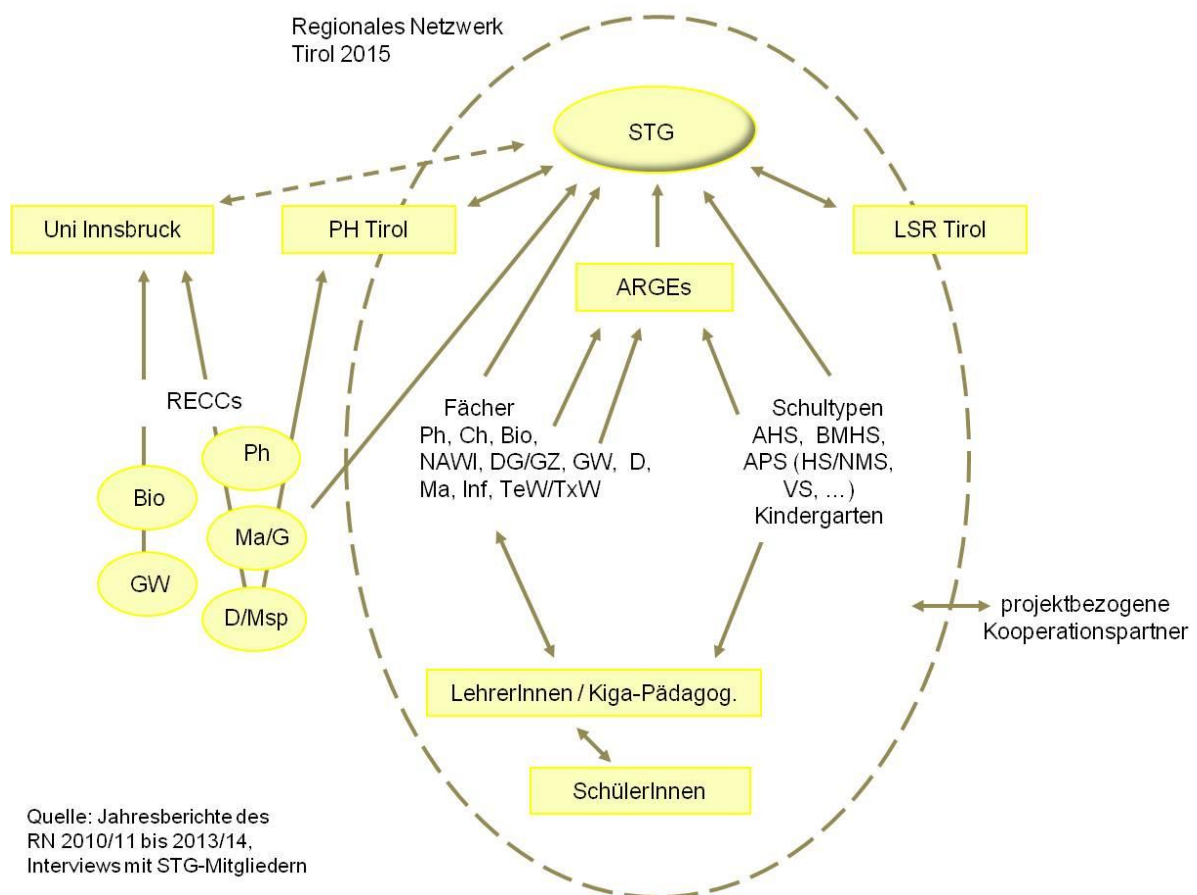 Regionales Netzwerk
Tirol 2015
STG
Uni Innsbruck
PH Tirol
LSR Tirol
ARGEs
RECCs
Ph
Bio
Ma/G
GW
D/Msp
Fächer
Ph, Ch, Bio,
NAWI, DG/GZ, GW, D,
Ma, Inf, TeW/TxW
Schultypen
AHS, BMHS,
APS (HS/NMS,
VS, ...)
Kindergarten
projektbezogene
Kooperationspartner
LehrerInnen / Kiga-Pädagog.
SchülerInnen
Quelle: Jahresberichte des
RN 2010/11 bis 2013/14,
Interviews mit STG-Mitgliedern